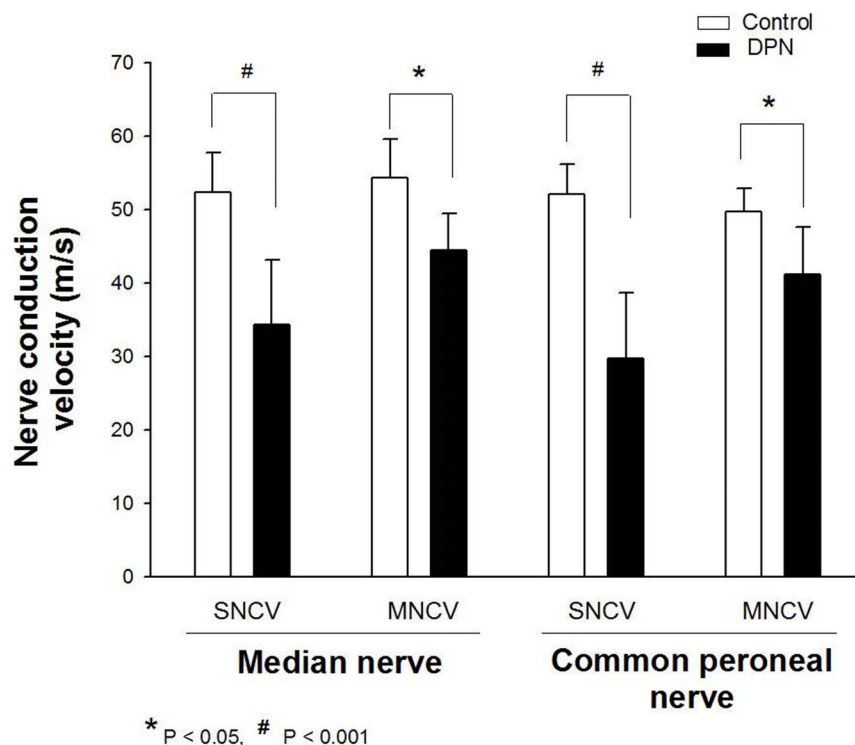 Control
DPN
Nerve conduction
velocity (m/s)
70
60
50
40
30
20
10
0
#
*
#
*
SNCV MNCV SNCV MNCV
Median nerve
Common peroneal
nerve
* P < 0.05, # P < 0.001